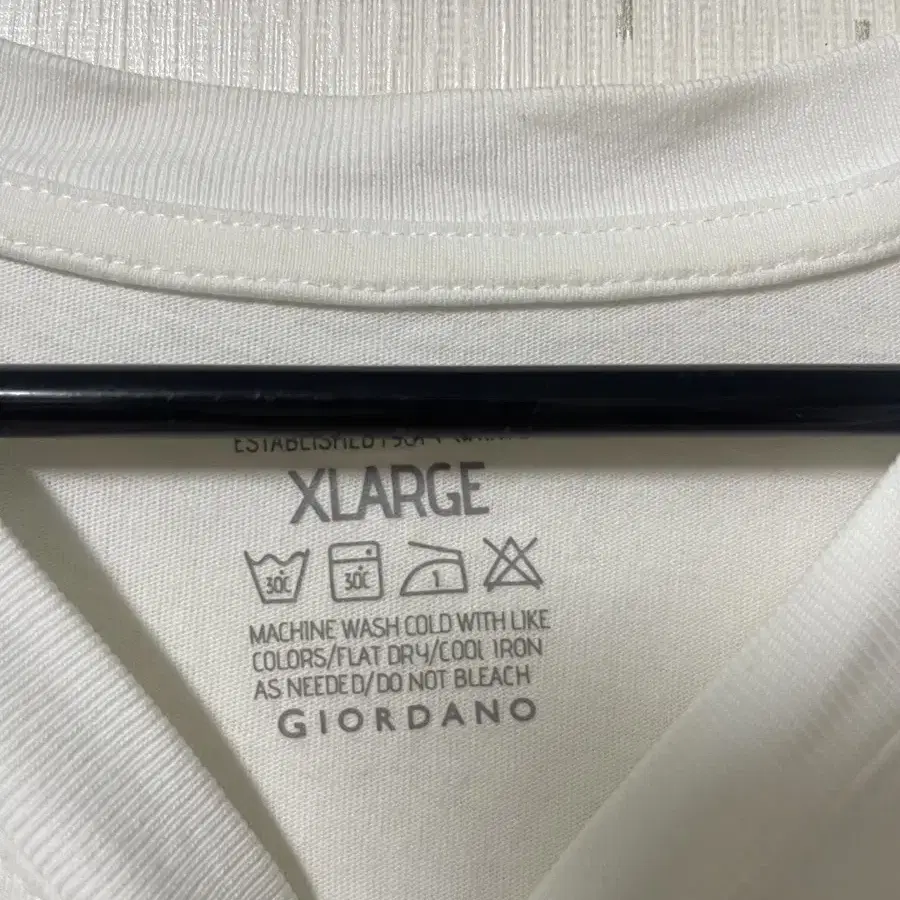 XLARGE
30°C 30°C 1
MACHINE WASH COLD WITH LIKE
COLORS/FLAT DRY/COOL IRON
AS NEEDED/DO NOT BLEACH
GIORDANO